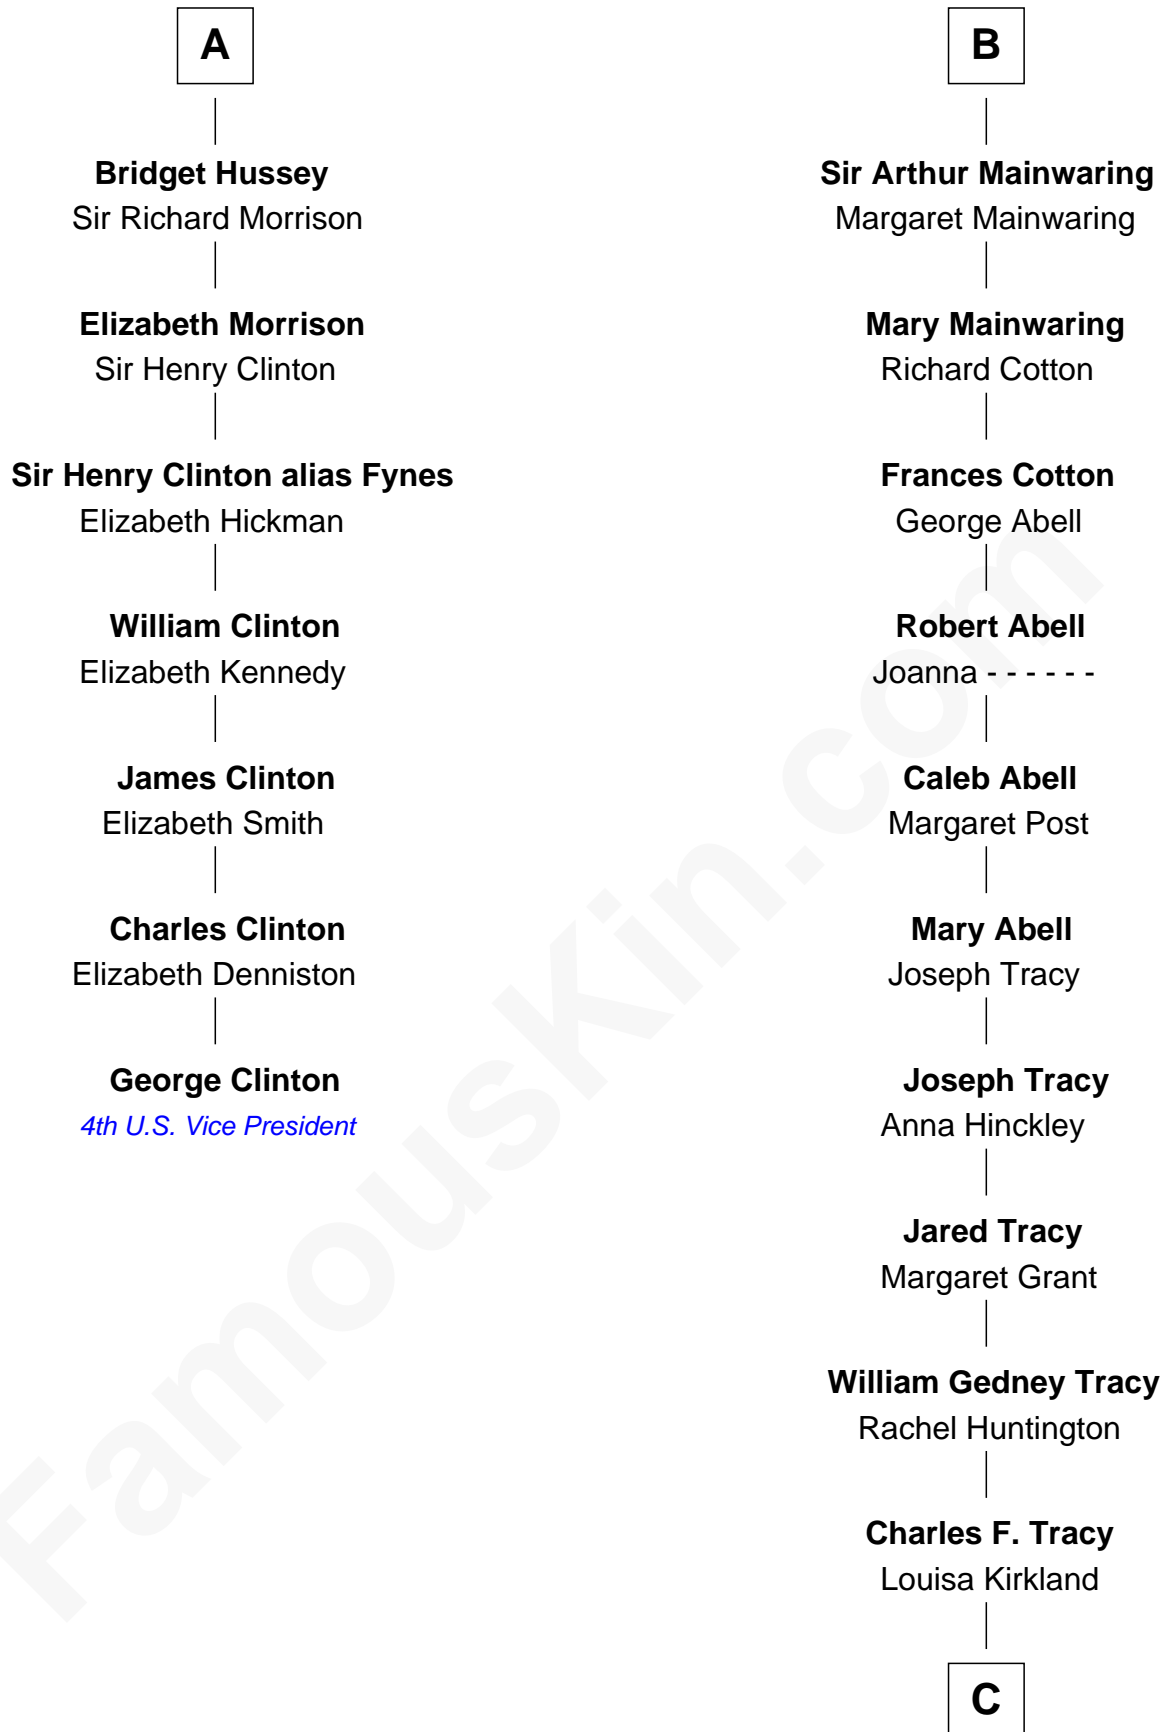 A
Bridget Hussey
Sir Richard Morrison
Elizabeth Morrison
Sir Henry Clinton
Sir Henry Clinton alias Fynes
Elizabeth Hickman
William Clinton
Elizabeth Kennedy
James Clinton
Elizabeth Smith
Charles Clinton
Elizabeth Denniston
George Clinton
4th U.S. Vice President
B
Sir Arthur Mainwaring
Margaret Mainwaring
Mary Mainwaring
Richard Cotton
Frances Cotton
George Abell
Robert Abell
Joanna - - - - - -
Caleb Abell
Margaret Post
Mary Abell
Joseph Tracy
Joseph Tracy
Anna Hinckley
Jared Tracy
Margaret Grant
William Gedney Tracy
Rachel Huntington
Charles F. Tracy
Louisa Kirkland
C
FamousKin.com